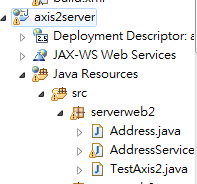 build.xml
axis2server
Deployment Descriptor: a
JAX-WS Web Services
Java Resources
src
serverweb2
Address.java
AddressService
TestAxis2.java